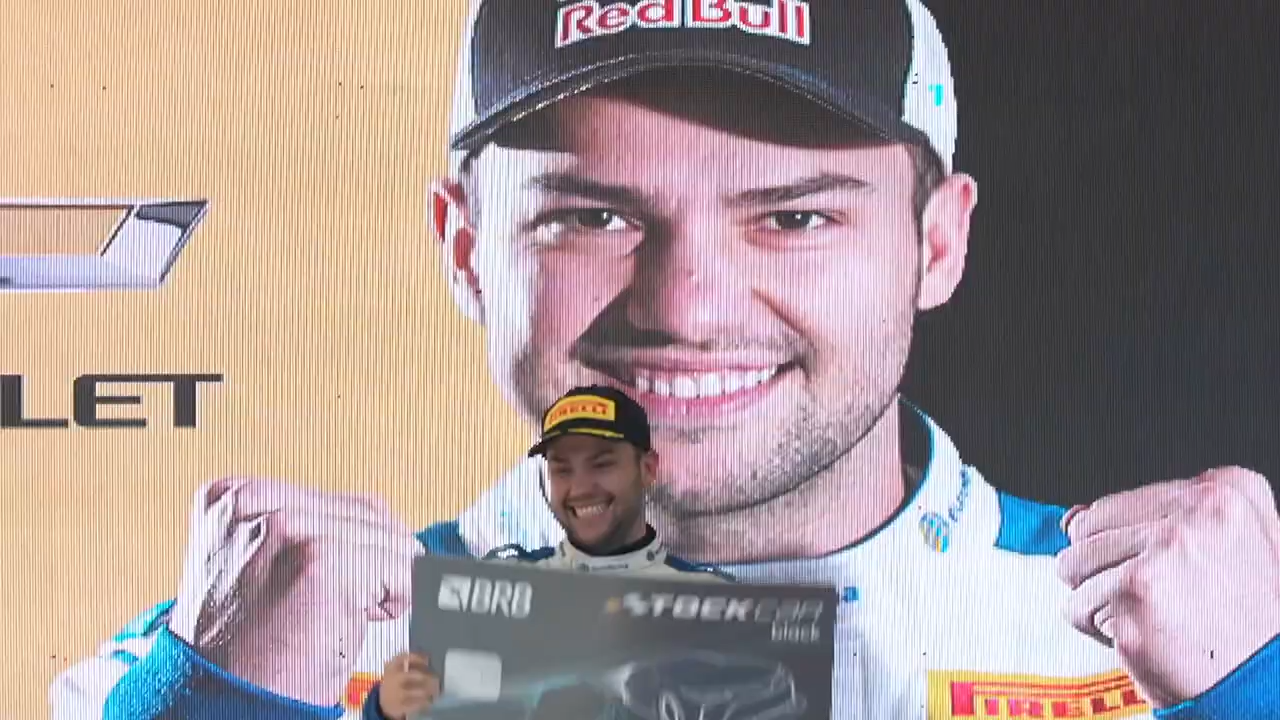 Red Bull
LET
PIRELLI
BRB
STOCK CAR
black
PIRELLI